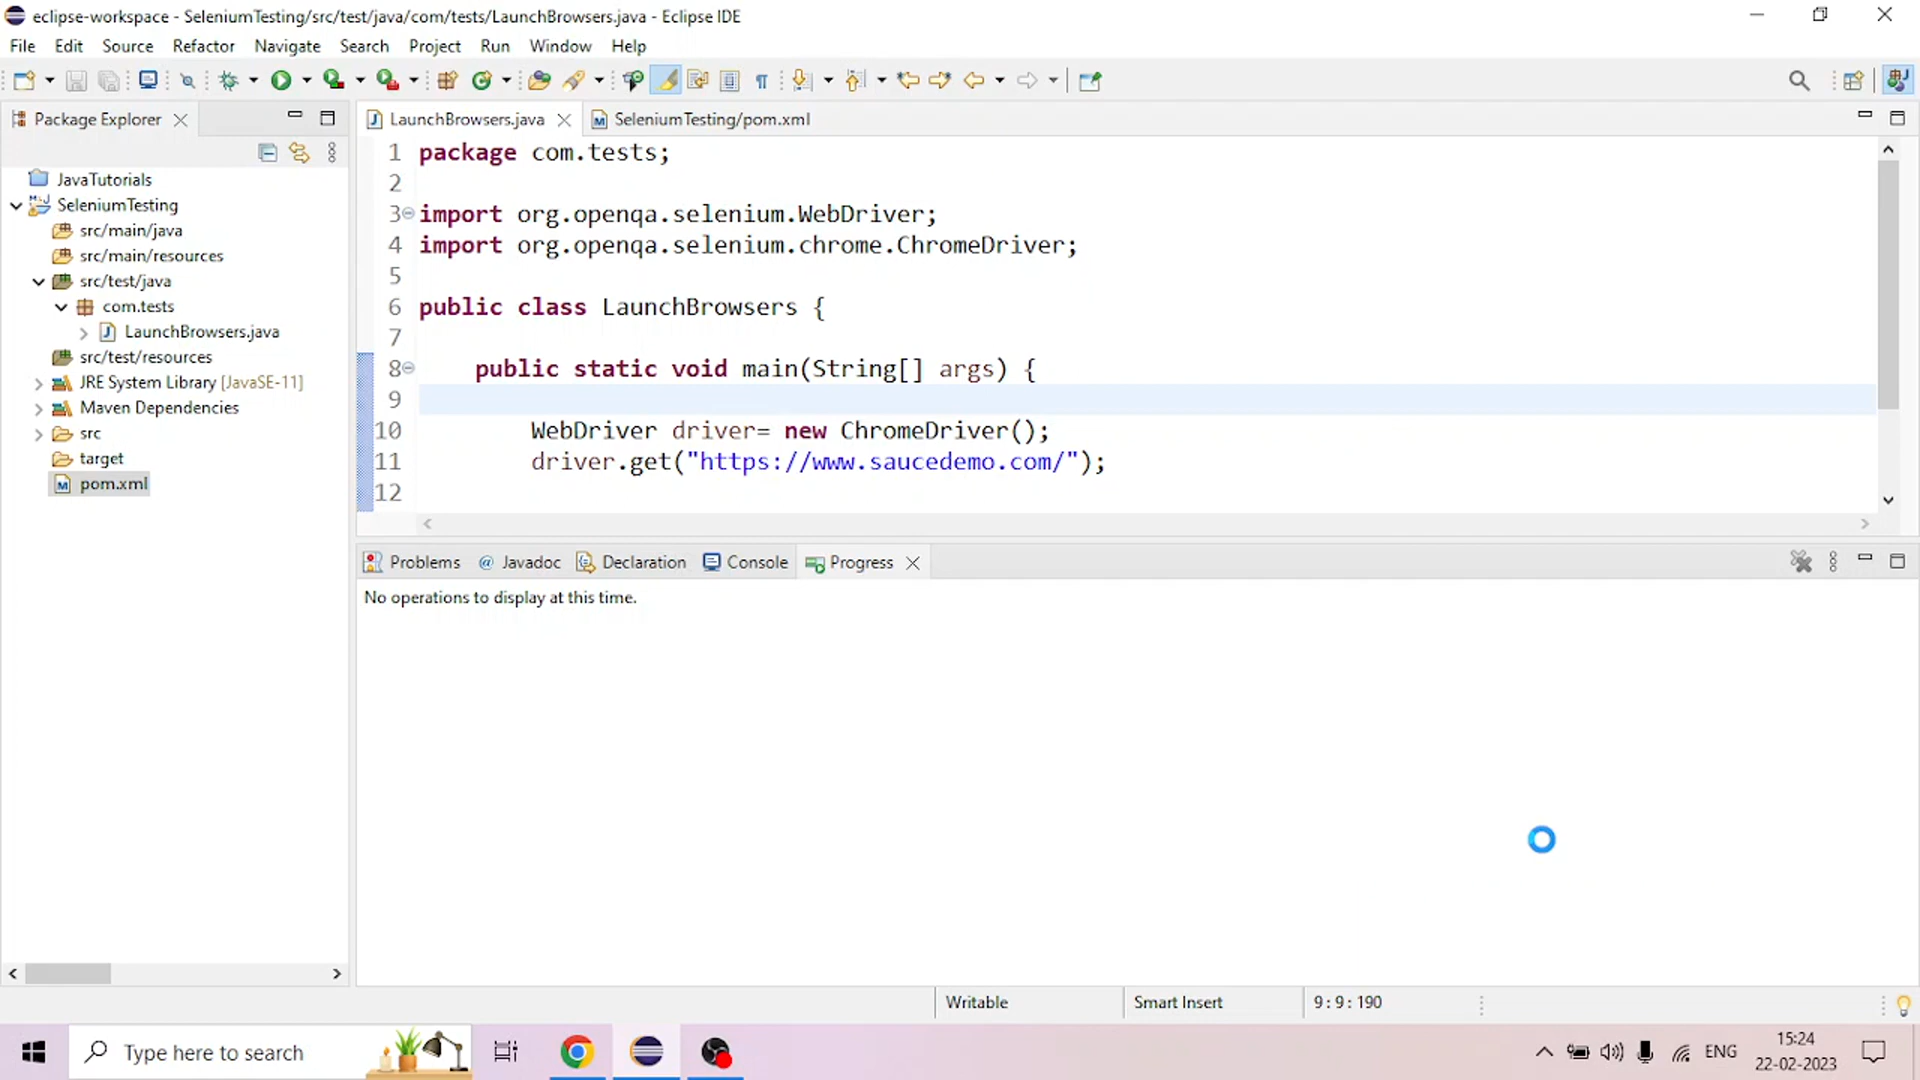 eclipse-workspace - SeleniumTesting/src/test/java/com/tests/LaunchBrowsers.java - Eclipse IDE
File Edit Source Refactor Navigate Search Project Run Window Help
Package Explorer
JavaTutorials
SeleniumTesting
src/main/java
src/main/resources
src/test/java
com.tests
LaunchBrowsers.java
src/test/resources
JRE System Library [JavaSE-11]
Maven Dependencies
src
target
pom.xml
LaunchBrowsers.java SeleniumTesting/pom.xml
1 package com.tests;
2
3 import org.openqa.selenium.WebDriver;
4 import org.openqa.selenium.chrome.ChromeDriver;
5
6 public class LaunchBrowsers {
7
8 public static void main(String[] args) {
9
10 WebDriver driver= new ChromeDriver();
11 driver.get("https://www.saucedemo.com/");
12
Problems @ Javadoc Declaration Console Progress
No operations to display at this time.
Writable Smart Insert 9 : 9 : 190
Type here to search
ENG
15:24
22-02-2023